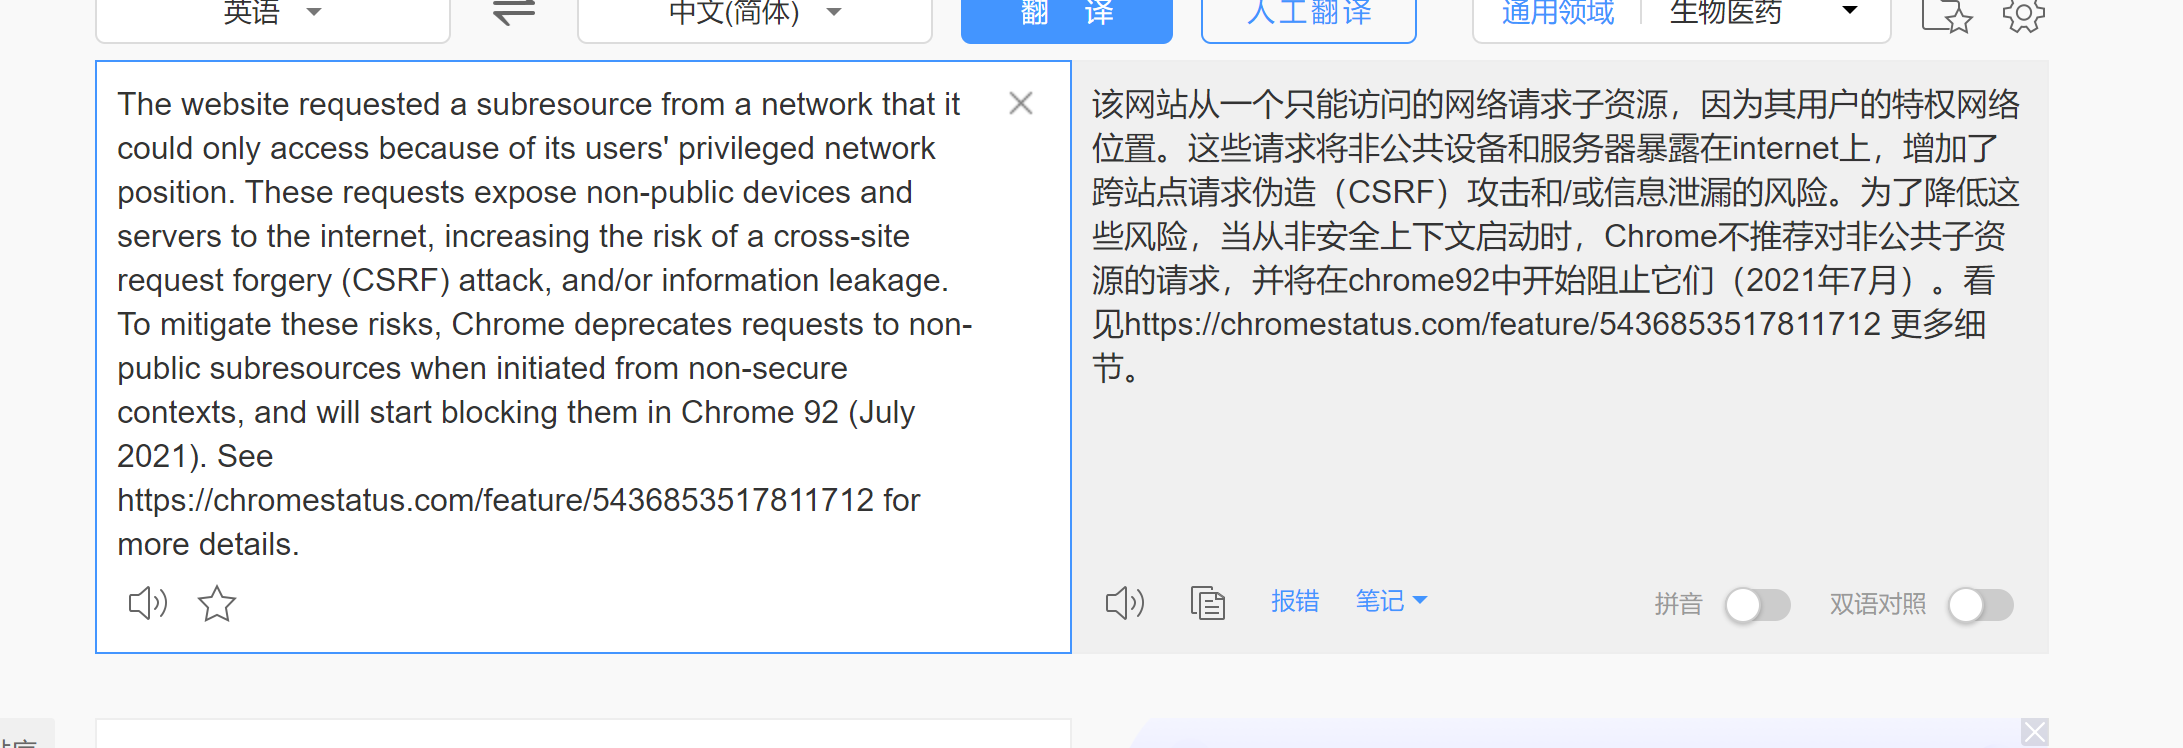 英语
中文(简体)
翻 译
人工翻译
通用领域
生物医药
The website requested a subresource from a network that it
could only access because of its users' privileged network
position. These requests expose non-public devices and
servers to the internet, increasing the risk of a cross-site
request forgery (CSRF) attack, and/or information leakage.
To mitigate these risks, Chrome deprecates requests to non-
public subresources when initiated from non-secure
contexts, and will start blocking them in Chrome 92 (July
2021). See
https://chromestatus.com/feature/5436853517811712 for
more details.
该网站从一个只能访问的网络请求子资源，因为其用户的特权网络
位置。这些请求将非公共设备和服务器暴露在internet上，增加了
跨站点请求伪造（CSRF）攻击和/或信息泄漏的风险。为了降低这
些风险，当从非安全上下文启动时，Chrome不推荐对非公共子资
源的请求，并将在chrome92中开始阻止它们（2021年7月）。看
见https://chromestatus.com/feature/5436853517811712 更多细
节。
报错
笔记
拼音
双语对照